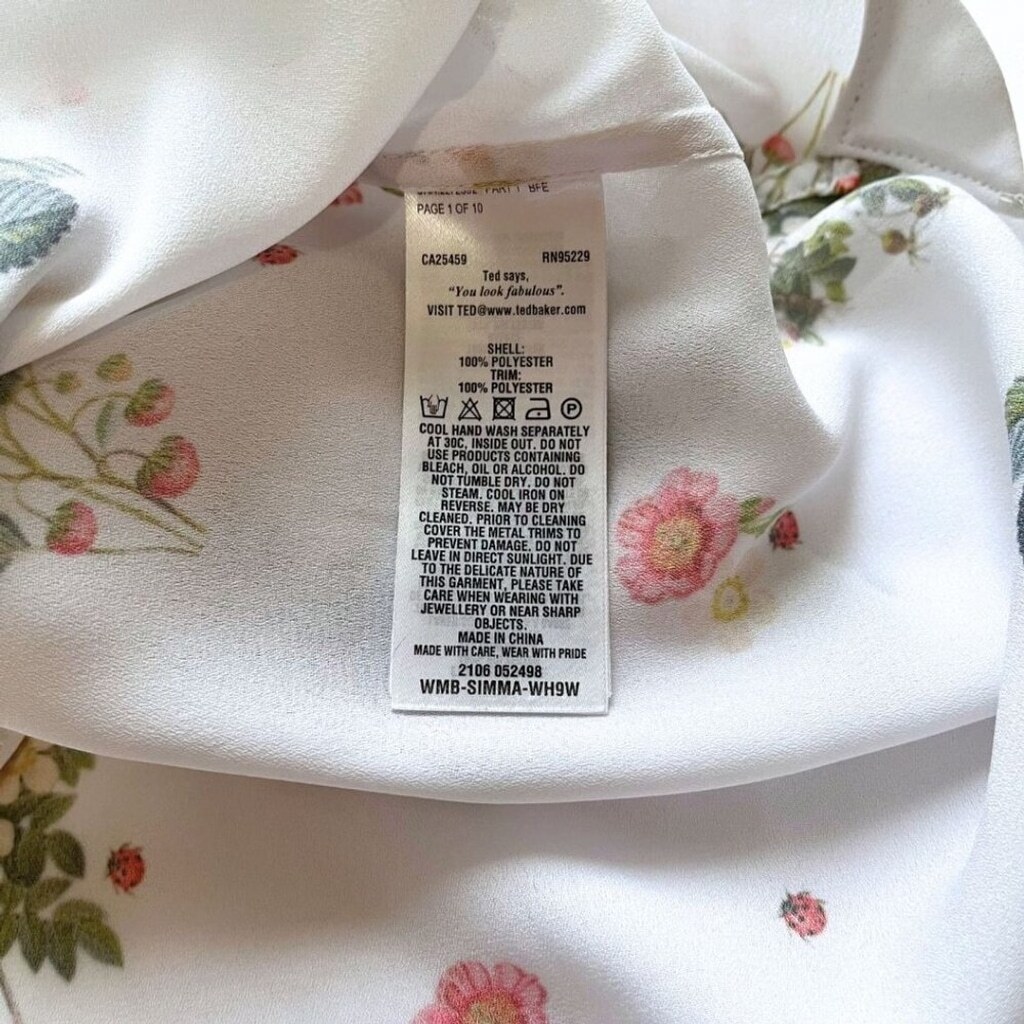 PAGE 1 OF 10
CA25459 RN95229
Ted says,
"You look fabulous".
VISIT TED@www.tedbaker.com
SHELL:
100% POLYESTER
TRIM:
100% POLYESTER
COOL HAND WASH SEPARATELY
AT 30C, INSIDE OUT. DO NOT
USE PRODUCTS CONTAINING
BLEACH, OIL OR ALCOHOL. DO
NOT TUMBLE DRY. DO NOT
STEAM. COOL IRON ON
REVERSE. MAY BE DRY
CLEANED. PRIOR TO CLEANING
COVER THE METAL TRIMS TO
PREVENT DAMAGE. DO NOT
LEAVE IN DIRECT SUNLIGHT. DUE
TO THE DELICATE NATURE OF
THIS GARMENT, PLEASE TAKE
CARE WHEN WEARING WITH
JEWELLERY OR NEAR SHARP
OBJECTS.
MADE IN CHINA
MADE WITH CARE, WEAR WITH PRIDE
2106 052498
WMB-SIMMA-WH9W